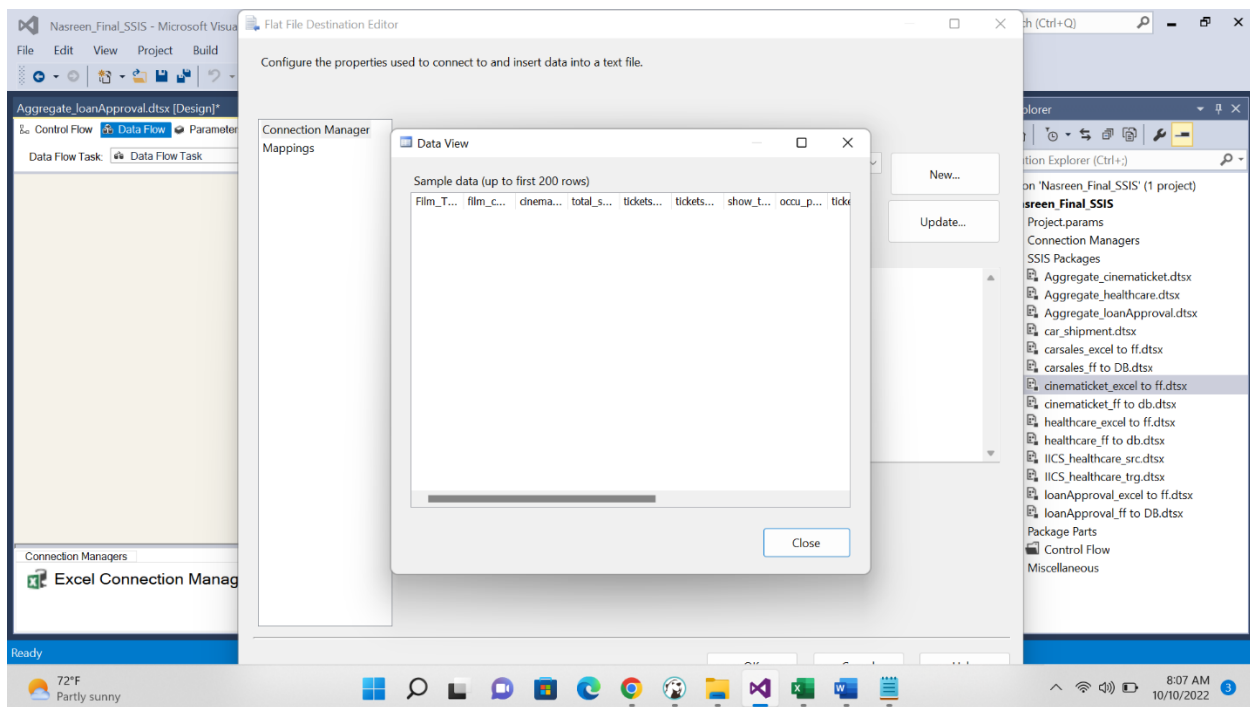 Nasreen_Final_SSIS - Microsoft Visua
Flat File Destination Editor
ch (Ctrl+Q)
File Edit View Project Build
Configure the properties used to connect to and insert data into a text file.
Aggregate_loanApproval.dtsx [Design]*
Control Flow Data Flow Parameter
Data Flow Task: Data Flow Task
Connection Manager
Mappings
Data View
Sample data (up to first 200 rows)
Film_T... film_c... cinema... total_s... tickets... tickets... show_t... occu_p... ticke
Close
New...
Update...
plorer
tion Explorer (Ctrl+;)
on 'Nasreen_Final_SSIS' (1 project)
asreen_Final_SSIS
Project.params
Connection Managers
SSIS Packages
Aggregate_cinematicket.dtsx
Aggregate_healthcare.dtsx
Aggregate_loanApproval.dtsx
car_shipment.dtsx
carsales_excel to ff.dtsx
carsales_ff to DB.dtsx
cinematicket_excel to ff.dtsx
cinematicket_ff to db.dtsx
healthcare_excel to ff.dtsx
healthcare_ff to db.dtsx
IICS_healthcare_src.dtsx
IICS_healthcare_trg.dtsx
loanApproval_excel to ff.dtsx
loanApproval_ff to DB.dtsx
Package Parts
Control Flow
Miscellaneous
Connection Managers
Excel Connection Manag
Ready
72°F
Partly sunny
8:07 AM
10/10/2022
3